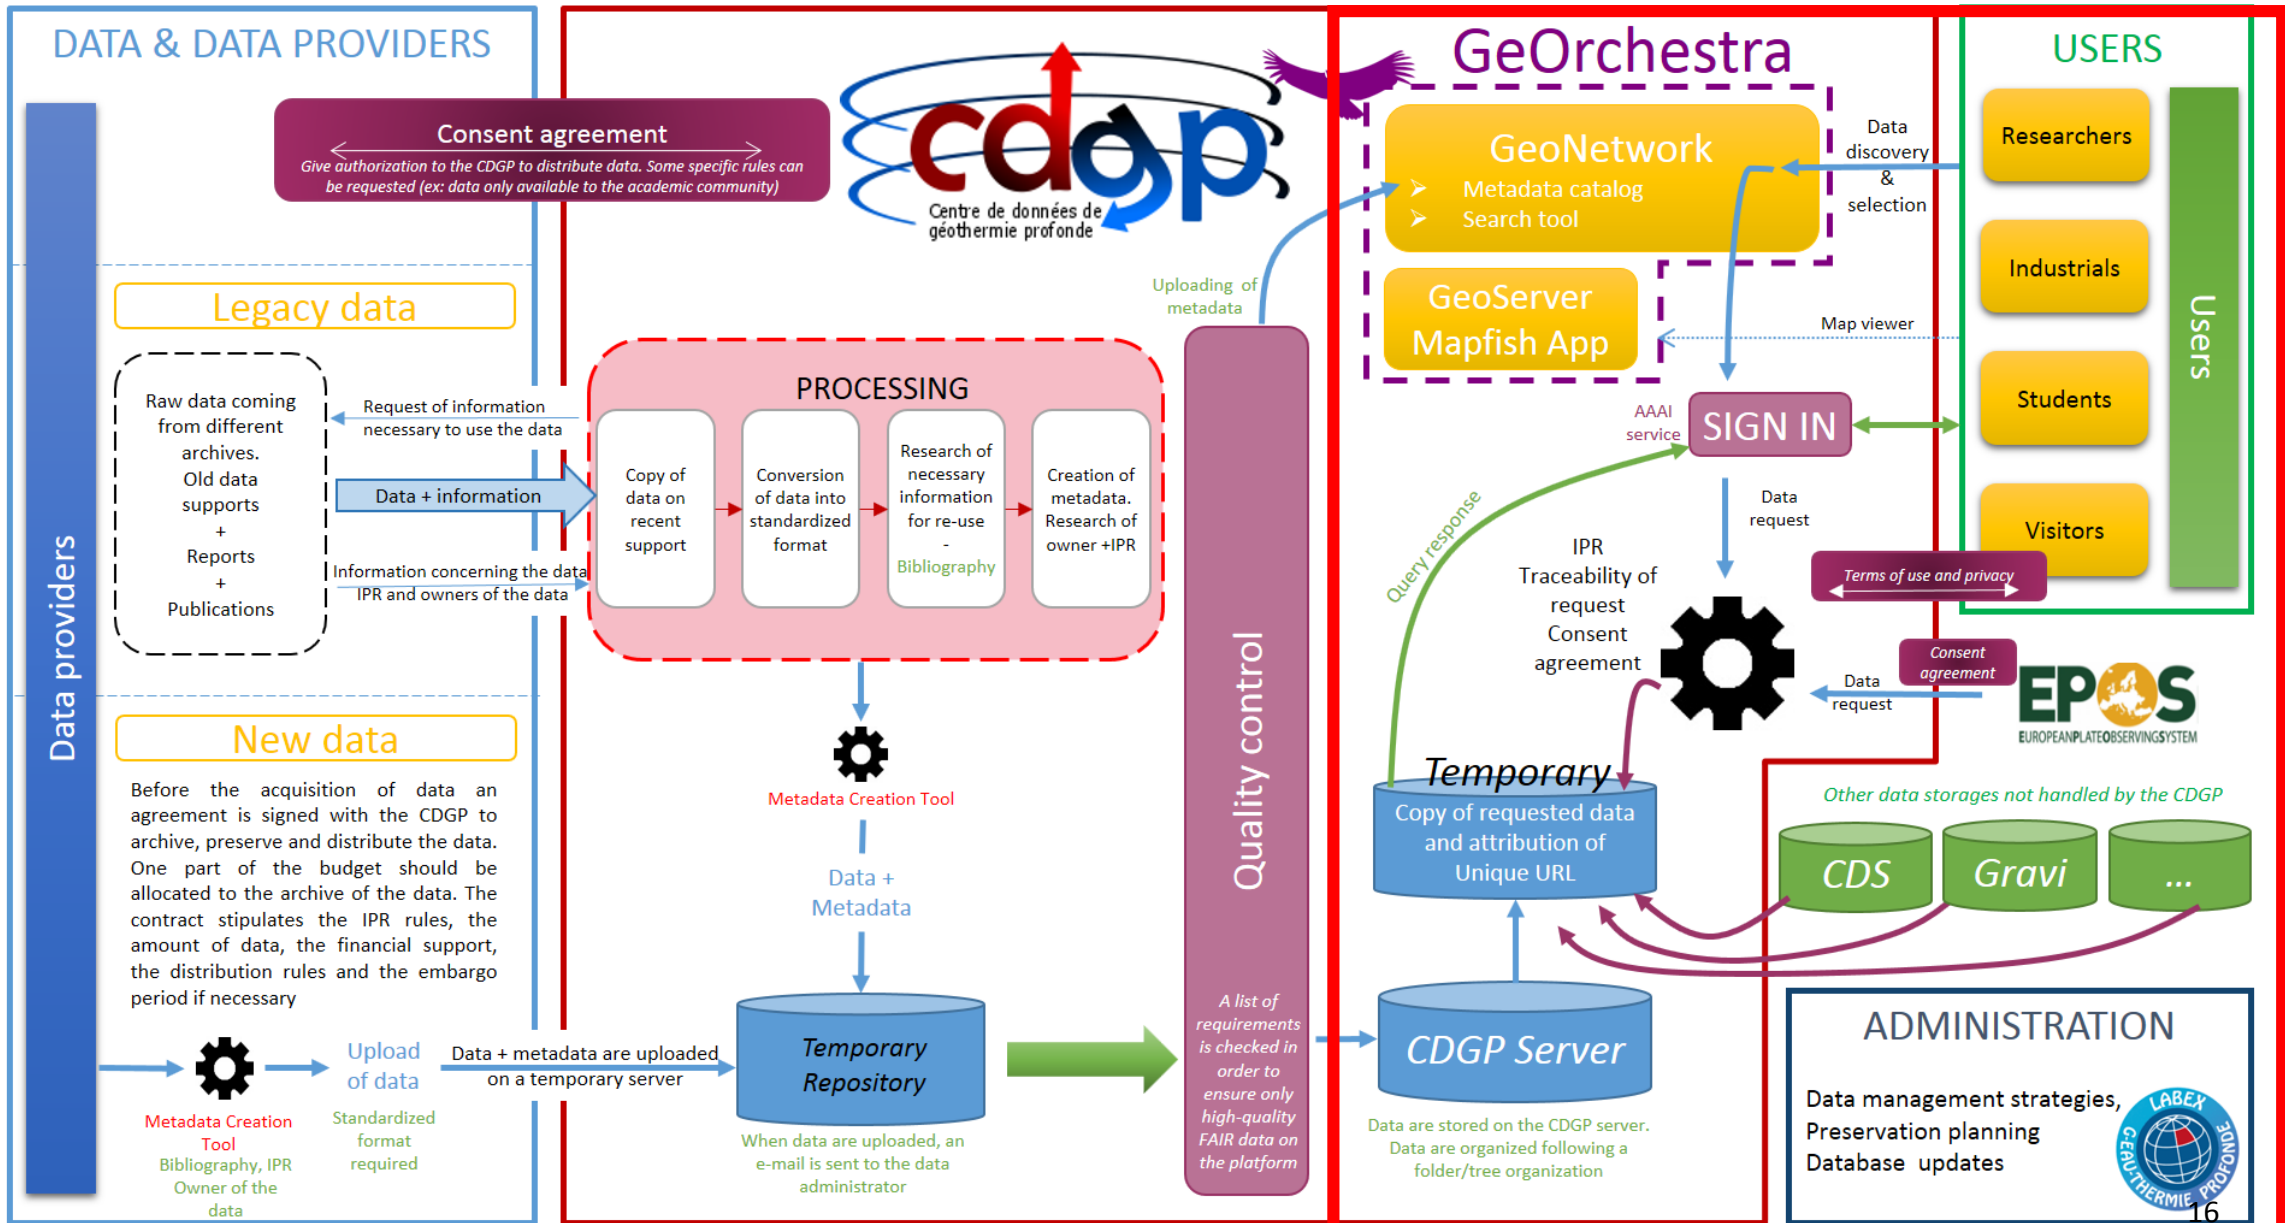 DATA & DATA PROVIDERS
Data providers
Consent agreement
Give authorization to the CDGP to distribute data. Some specific rules can
be requested (ex: data only available to the academic community)
Legacy data
Raw data coming
from different
archives.
Old data
supports
+
Reports
+
Publications
Request of information
necessary to use the data
Data + information
Information concerning the data
IPR and owners of the data
New data
Before the acquisition of data an
agreement is signed with the CDGP to
archive, preserve and distribute the data.
One part of the budget should be
allocated to the archive of the data. The
contract stipulates the IPR rules, the
amount of data, the financial support,
the distribution rules and the embargo
period if necessary
Metadata Creation
Tool
Bibliography, IPR
Owner of the
data
Upload
of data
Standardized
format
required
Data + metadata are uploaded
on a temporary server
cdgp
Centre de données de
géothermie profonde
PROCESSING
Copy of
data on
recent
support
Conversion
of data into
standardized
format
Research of
necessary
information
for re-use
-
Bibliography
Creation of
metadata.
Research of
owner +IPR
Metadata Creation Tool
Data +
Metadata
Temporary
Repository
When data are uploaded, an
e-mail is sent to the data
administrator
Uploading of
metadata
Quality control
A list of
requirements
is checked in
order to
ensure only
high-quality
FAIR data on
the platform
GeOrchestra
GeoNetwork
Metadata catalog
Search tool
GeoServer
Mapfish App
Data
discovery
&
selection
Map viewer
AAAI
service
SIGN IN
Query response
Data
request
IPR
Traceability of
request
Consent
agreement
Terms of use and privacy
Consent
agreement
Data
request
EPOS
EUROPEANPLATEOBSERVINGSYSTEM
Temporary
Copy of requested data
and attribution of
Unique URL
CDGP Server
Data are stored on the CDGP server.
Data are organized following a
folder/tree organization
USERS
Researchers
Industrials
Students
Visitors
Users
Other data storages not handled by the CDGP
CDS
Gravi
...
ADMINISTRATION
Data management strategies,
Preservation planning
Database updates
LABEX
G-EAU-THERMIE PROFONDE
16